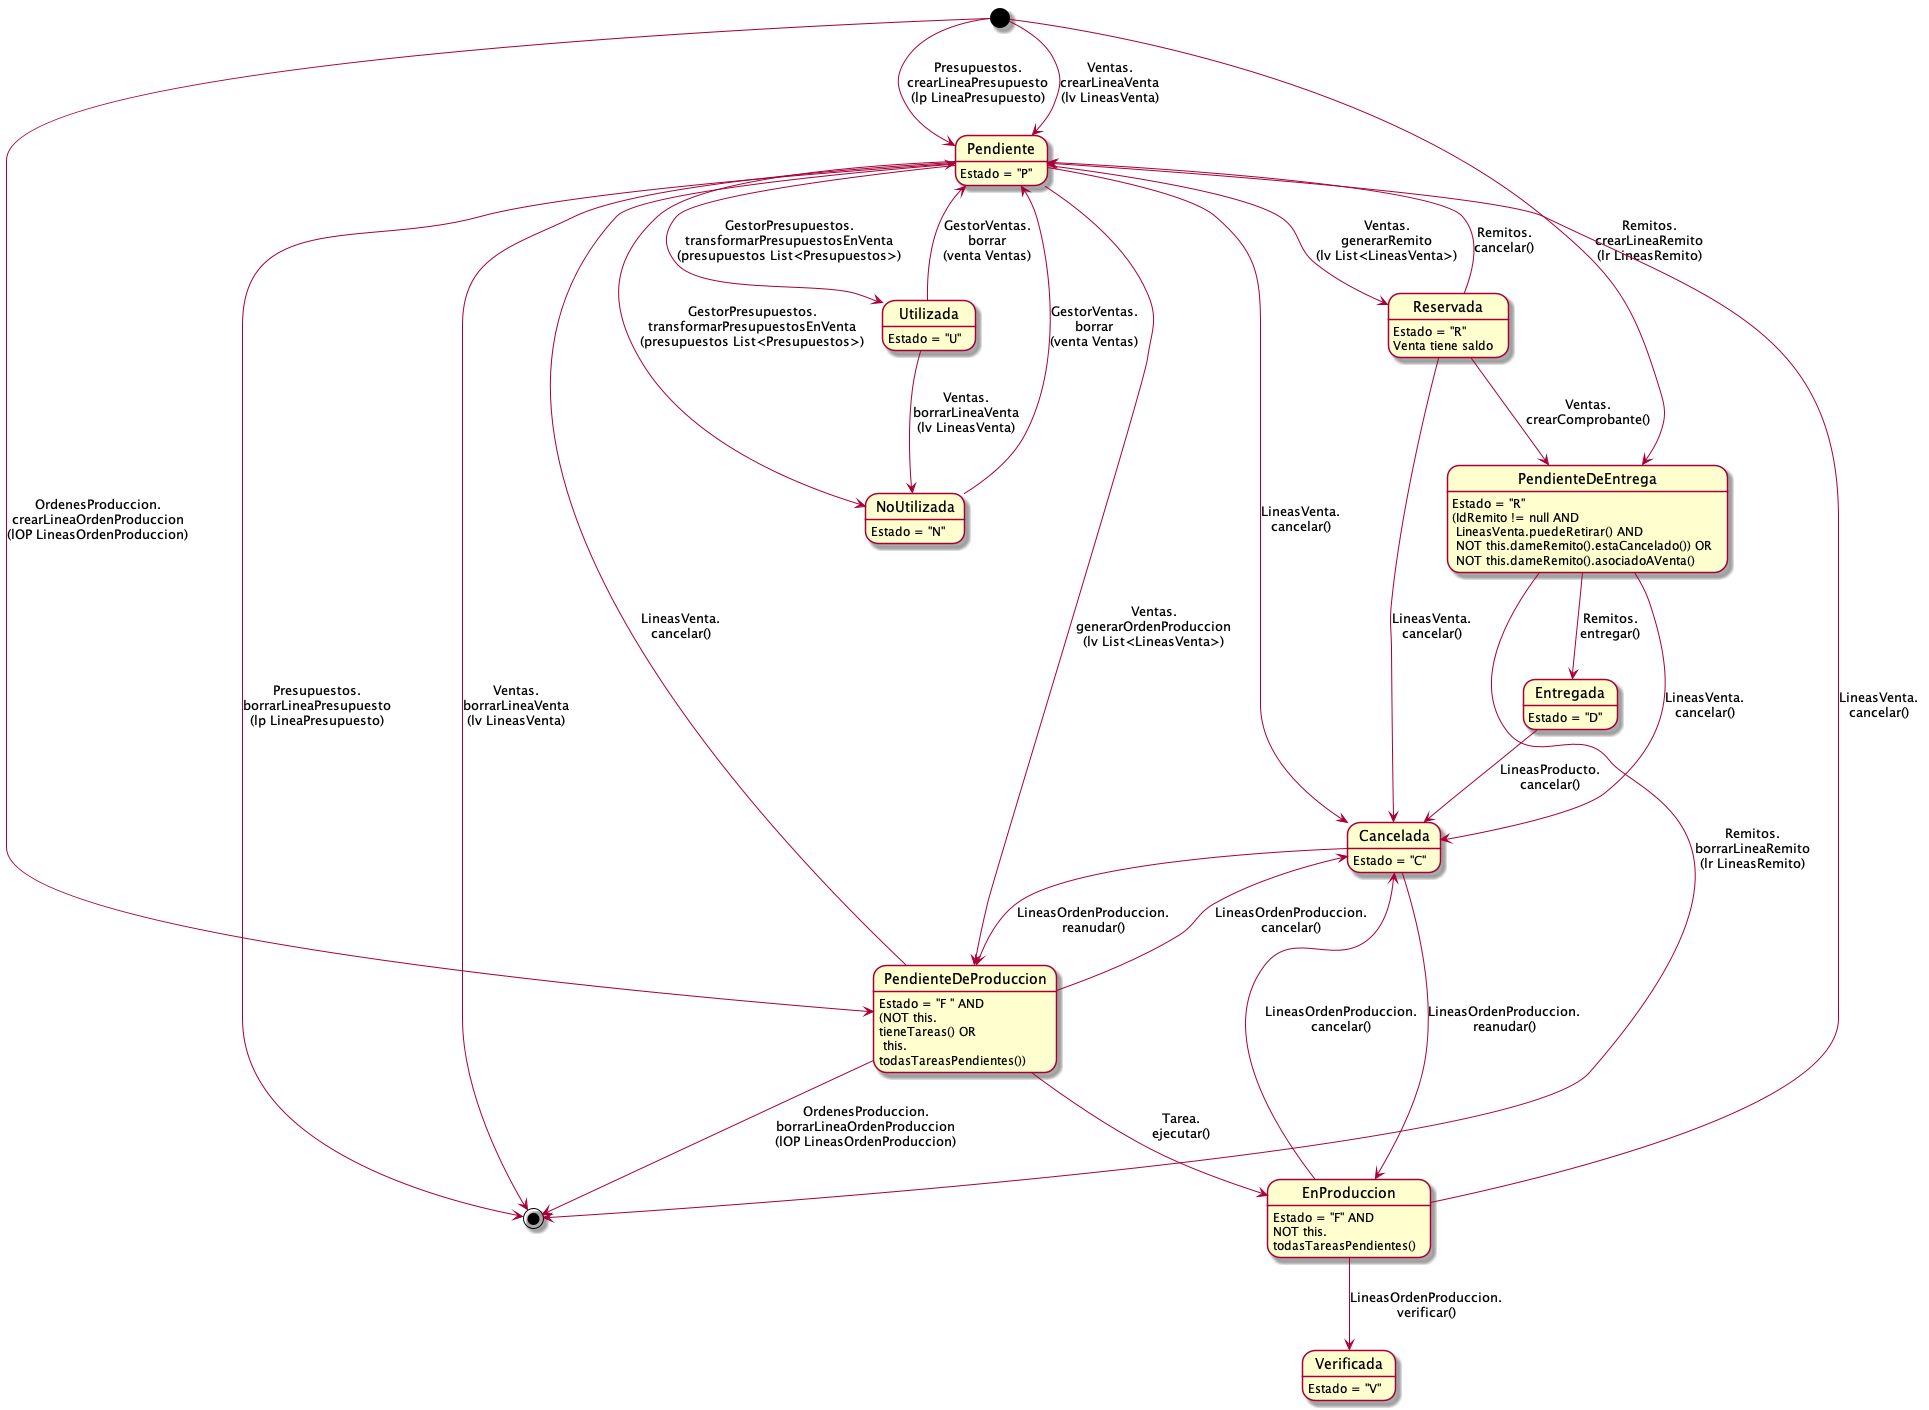 Presupuestos.
crearLineaPresupuesto
(lp LineaPresupuesto)
Ventas.
crearLineaVenta
(lv LineasVenta)
Pendiente
Estado = "P"
GestorPresupuestos.
transformarPresupuestosEnVenta
(presupuestos List<Presupuestos>)
GestorVentas.
borrar
(venta Ventas)
Ventas.
generarRemito
(lv List<LineasVenta>)
Remitos.
cancelar()
Remitos.
crearLineaRemito
(lr LineasRemito)
Utilizada
Estado = "U"
GestorPresupuestos.
transformarPresupuestosEnVenta
(presupuestos List<Presupuestos>)
GestorVentas.
borrar
(venta Ventas)
Reservada
Estado = "R"
Venta tiene saldo
Ventas.
borrarLineaVenta
(lv LineasVenta)
Ventas.
crearComprobante()
NoUtilizada
Estado = "N"
OrdenesProduccion.
crearLineaOrdenProduccion
(lOP LineasOrdenProduccion)
LineasVenta.
cancelar()
PendienteDeEntrega
Estado = "R"
(IdRemito != null AND
LineasVenta.puedeRetirar() AND
NOT this.dameRemito().estaCancelado()) OR
NOT this.dameRemito().asociadoAVenta()
LineasVenta.
cancelar()
Ventas.
generarOrdenProduccion
(lv List<LineasVenta>)
LineasVenta.
cancelar()
Remitos.
entregar()
Presupuestos.
borrarLineaPresupuesto
(lp LineaPresupuesto)
Ventas.
borrarLineaVenta
(lv LineasVenta)
Entregada
Estado = "D"
LineasVenta.
cancelar()
LineasVenta.
cancelar()
LineasProducto.
cancelar()
Cancelada
Estado = "C"
Remitos.
borrarLineaRemito
(lr LineasRemito)
LineasOrdenProduccion.
reanudar()
LineasOrdenProduccion.
cancelar()
PendienteDeProduccion
Estado = "F " AND
(NOT this.
tieneTareas() OR
this.
todasTareasPendientes())
LineasOrdenProduccion.
cancelar()
LineasOrdenProduccion.
reanudar()
OrdenesProduccion.
borrarLineaOrdenProduccion
(lOP LineasOrdenProduccion)
Tarea.
ejecutar()
EnProduccion
Estado = "F" AND
NOT this.
todasTareasPendientes()
LineasOrdenProduccion.
verificar()
Verificada
Estado = "V"